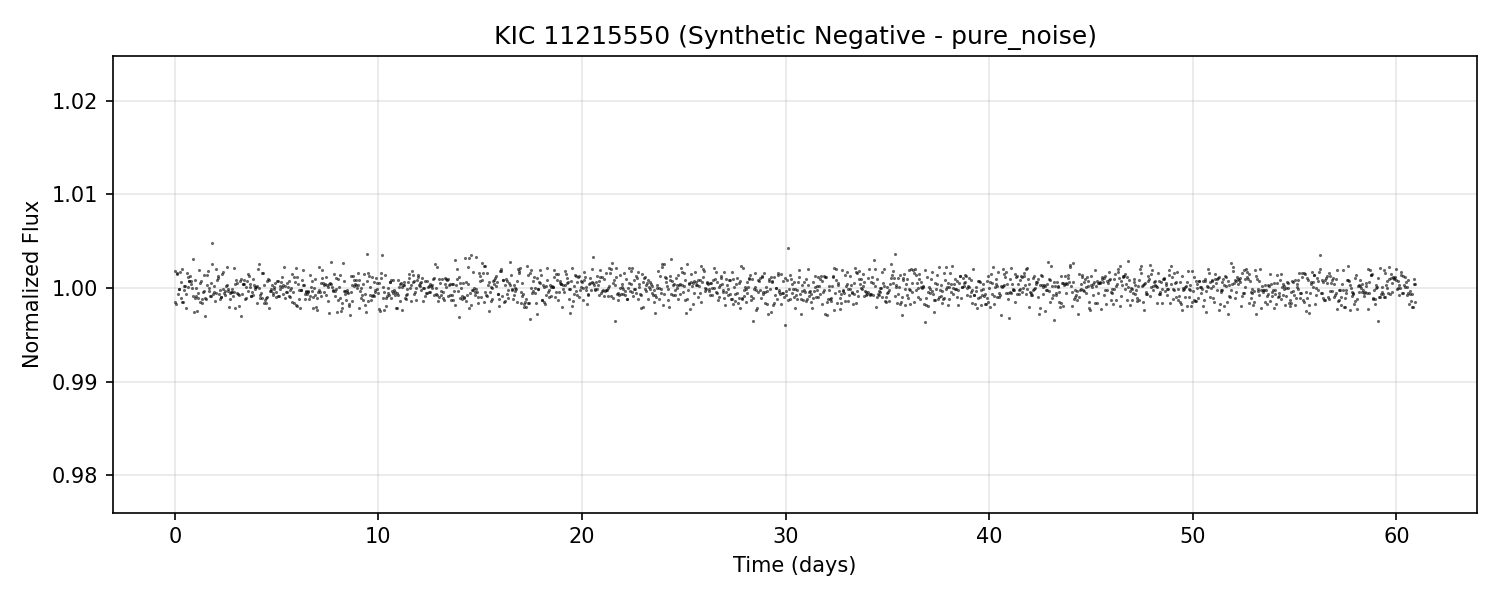 KIC 11215550 (Synthetic Negative - pure_noise)
1.02
1.01
1.00
0.99
0.98
Normalized Flux
0 10 20 30 40 50 60
Time (days)